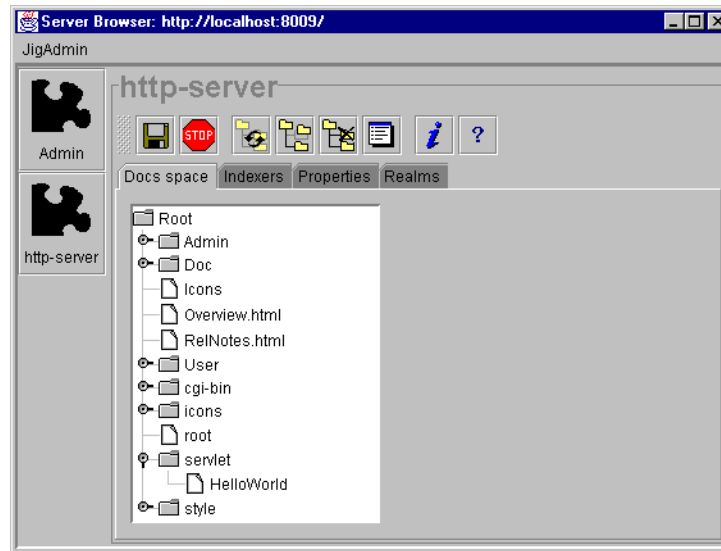 Server Browser: http://localhost:8009/
JigAdmin
Admin
http-server
http-server
STOP
i
?
Docs space Indexers Properties Realms
Root
Admin
Doc
Icons
Overview.html
RelNotes.html
User
cgi-bin
icons
root
servlet
HelloWorld
style